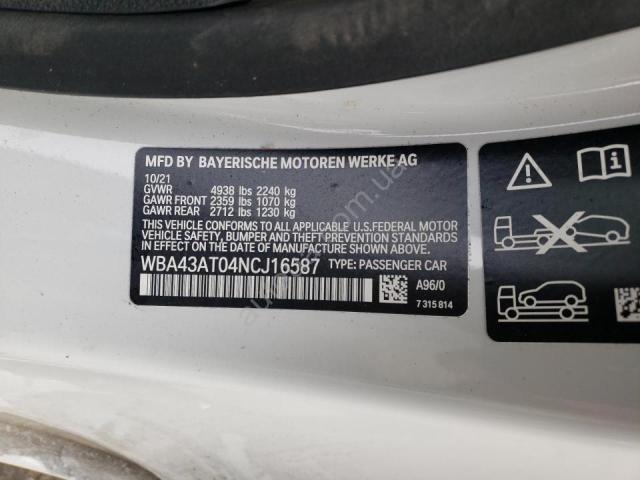 MFD BY BAYERISCHE MOTOREN WERKE AG
10/21
GVWR 4938 lbs 2240 kg
GAWR FRONT 2359 lbs 1070 kg
GAWR REAR 2712 lbs 1230 kg
THIS VEHICLE CONFORMS TO ALL APPLICABLE U.S.FEDERAL MOTOR
VEHICLE SAFETY, BUMPER, AND THEFT PREVENTION STANDARDS
IN EFFECT ON THE DATE OF MANUFACTURE SHOWN ABOVE.
WBA43AT04NCJ16587 TYPE: PASSENGER CAR
A96/0
7 315 814